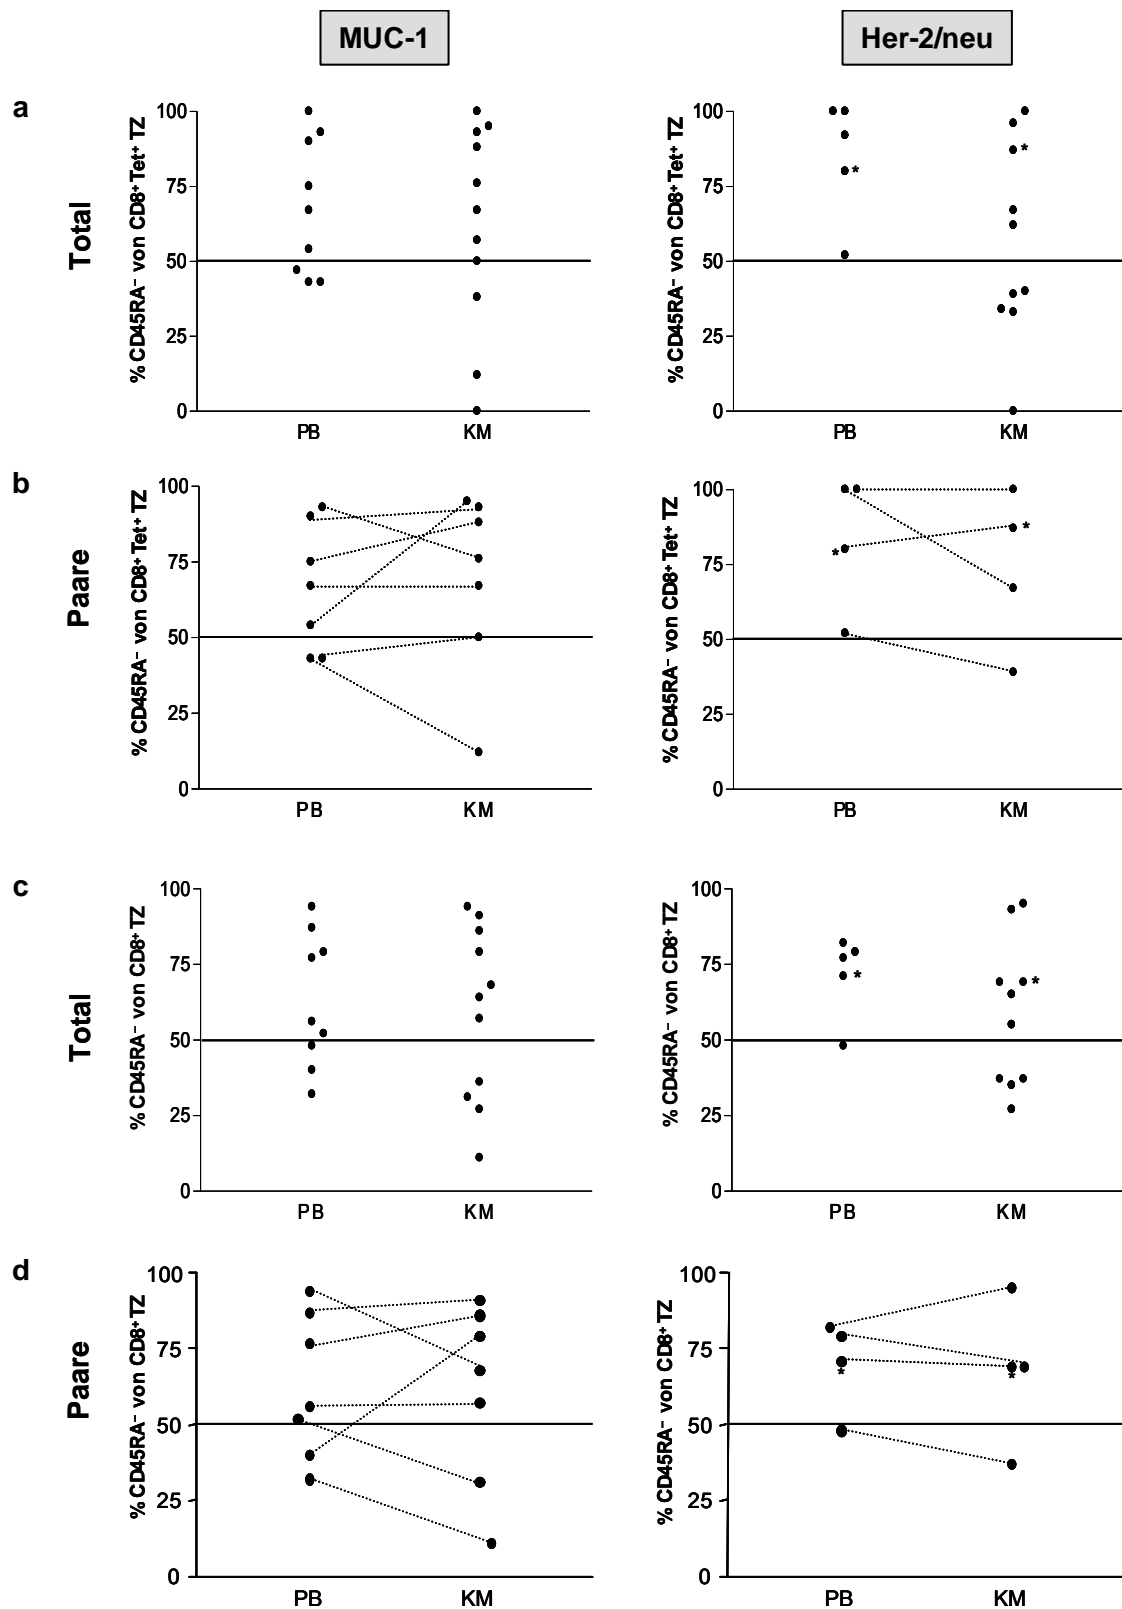 MUC-1 Her-2/neu
a
Total
%CD45RA⁻ von CD8⁺Tet⁺ TZ
100
75
50
25
0
PB KM
%CD45RA⁻ von CD8⁺Tet⁺ TZ
100
75
50
25
0
*
*
PB KM
b
Paare
%CD45RA⁻ von CD8⁺Tet⁺ TZ
100
75
50
25
0
PB KM
%CD45RA⁻ von CD8⁺Tet⁺ TZ
100
75
50
25
0
*
*
PB KM
c
Total
%CD45RA⁻ von CD8⁺ TZ
100
75
50
25
0
PB KM
%CD45RA⁻ von CD8⁺ TZ
100
75
50
25
0
*
*
PB KM
d
Paare
%CD45RA⁻ von CD8⁺ TZ
100
75
50
25
0
PB KM
%CD45RA⁻ von CD8⁺ TZ
100
75
50
25
0
*
*
PB KM